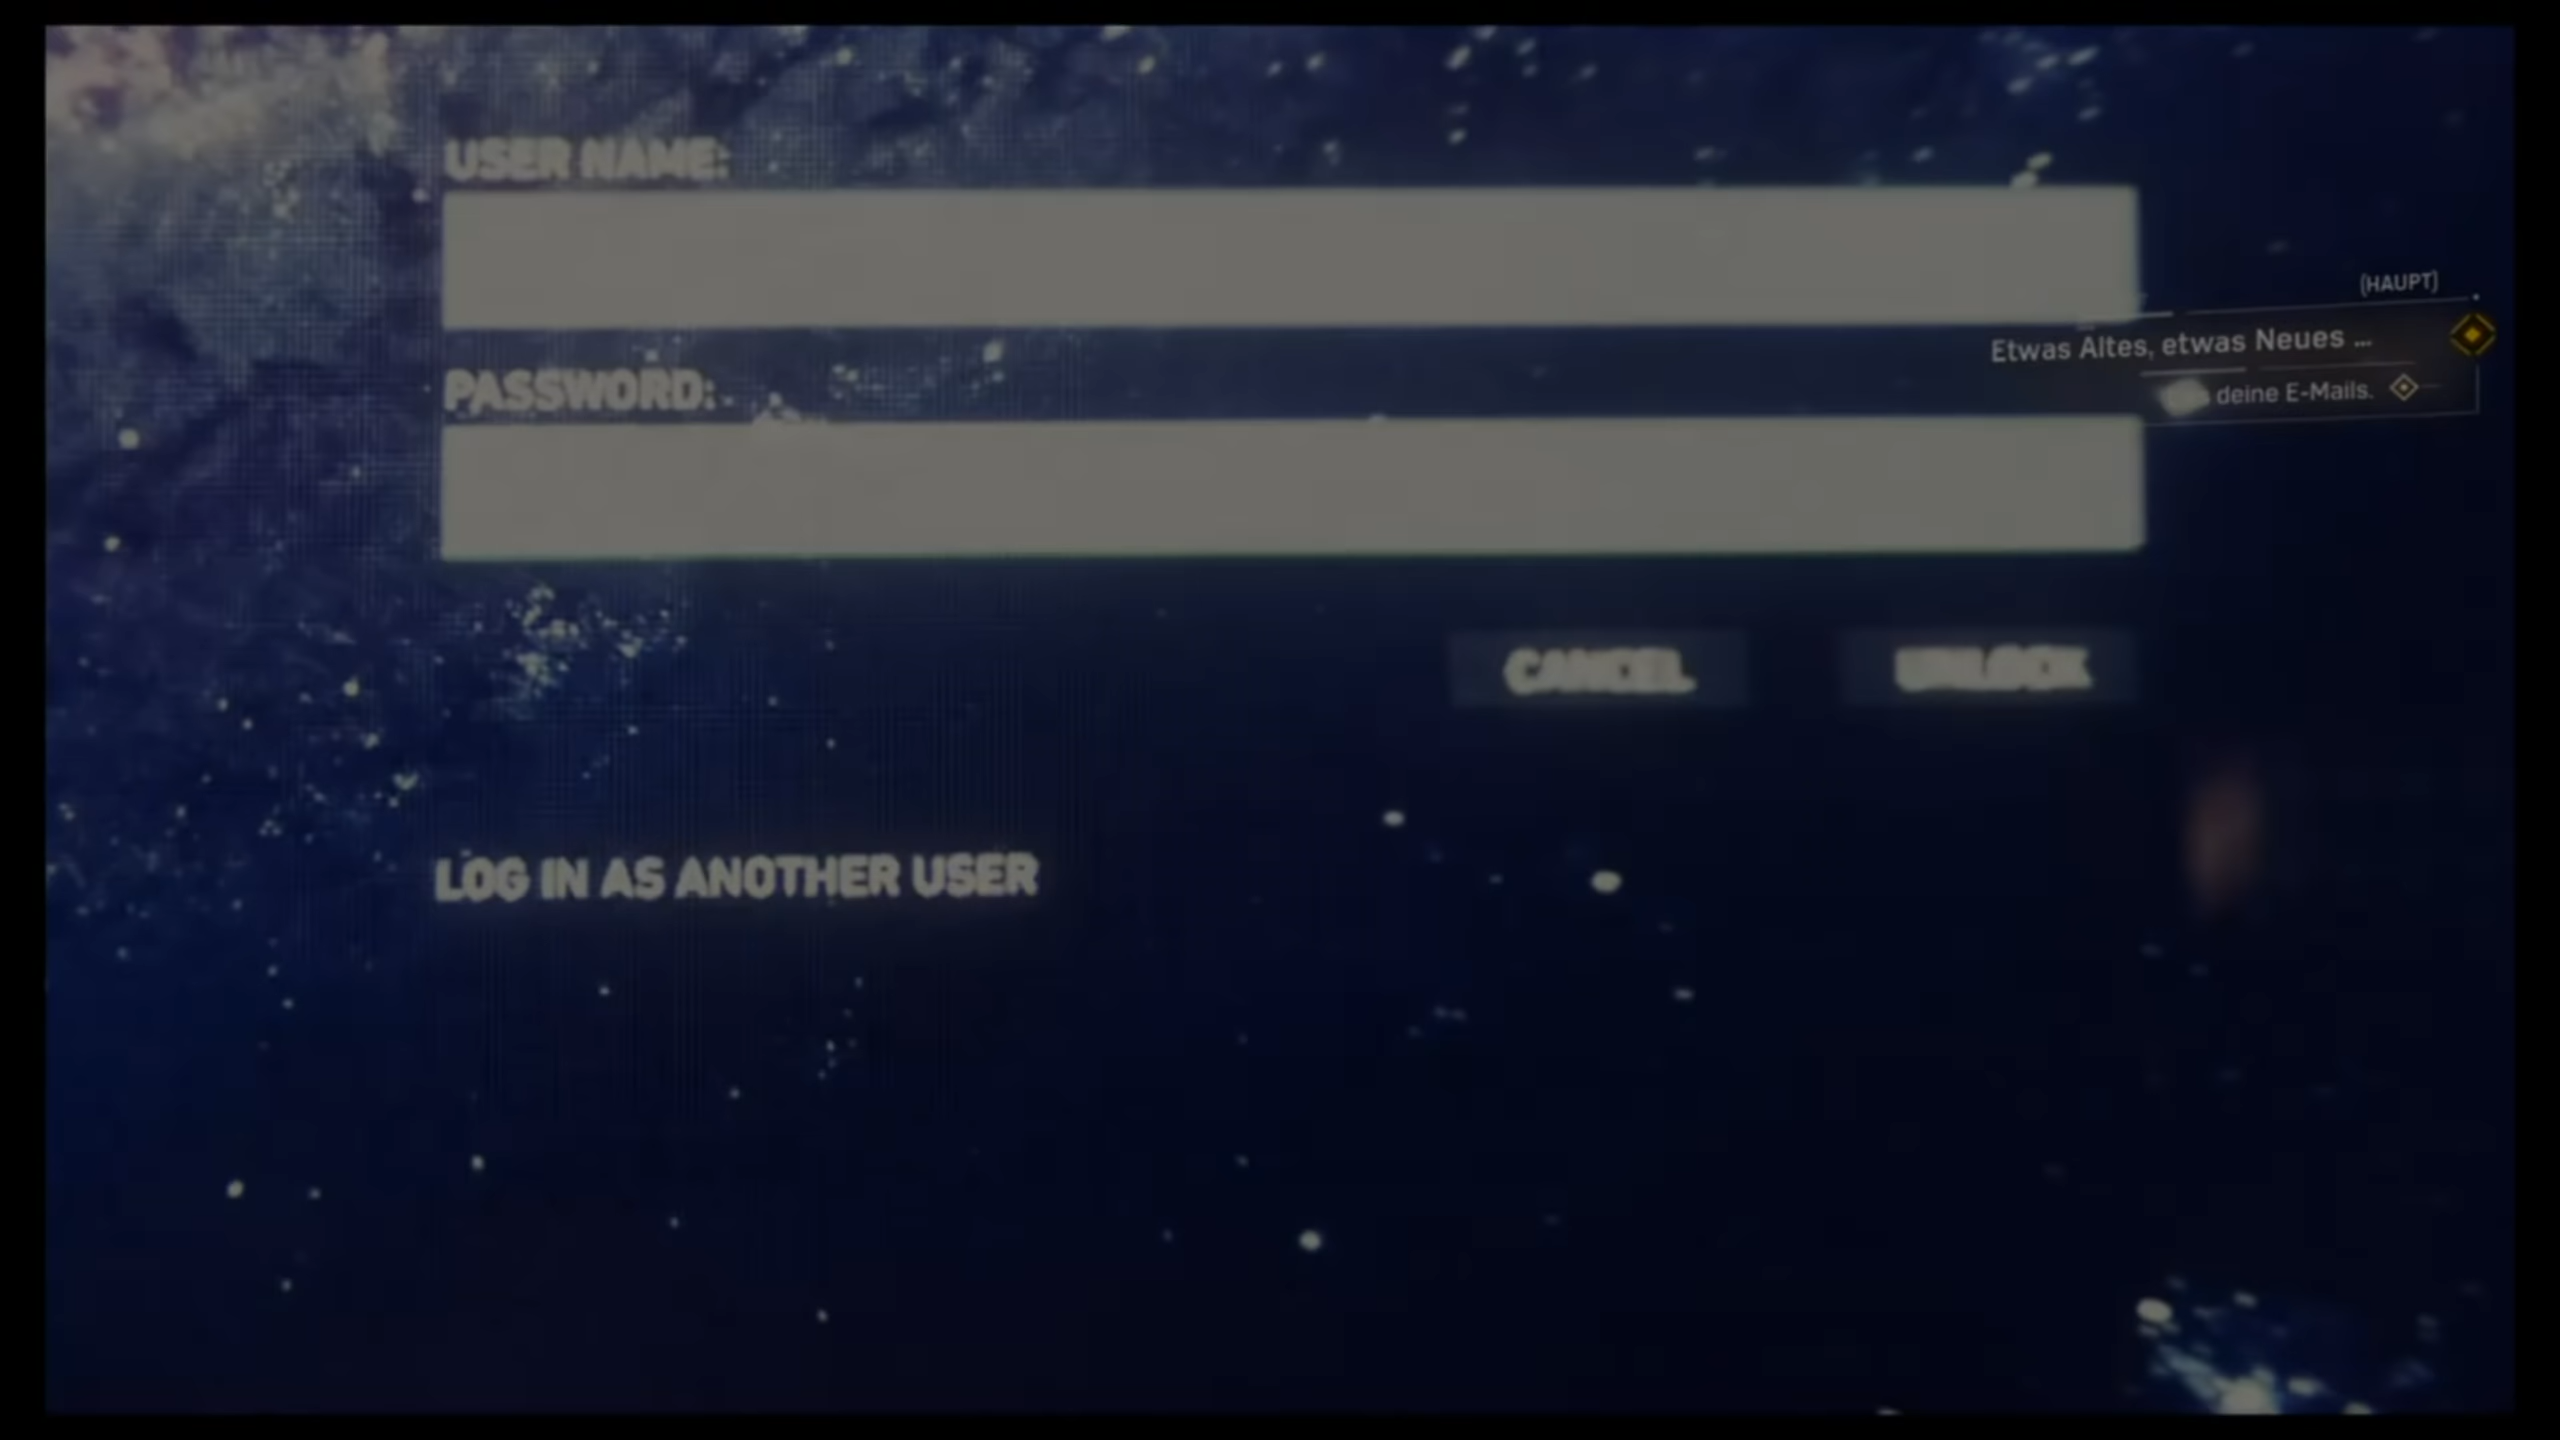 USER NAME:
(HAUPT)
Etwas Altes, etwas Neues ...
PASSWORD:
deine E-Mails.
CANCEL
UNLOCK
LOG IN AS ANOTHER USER